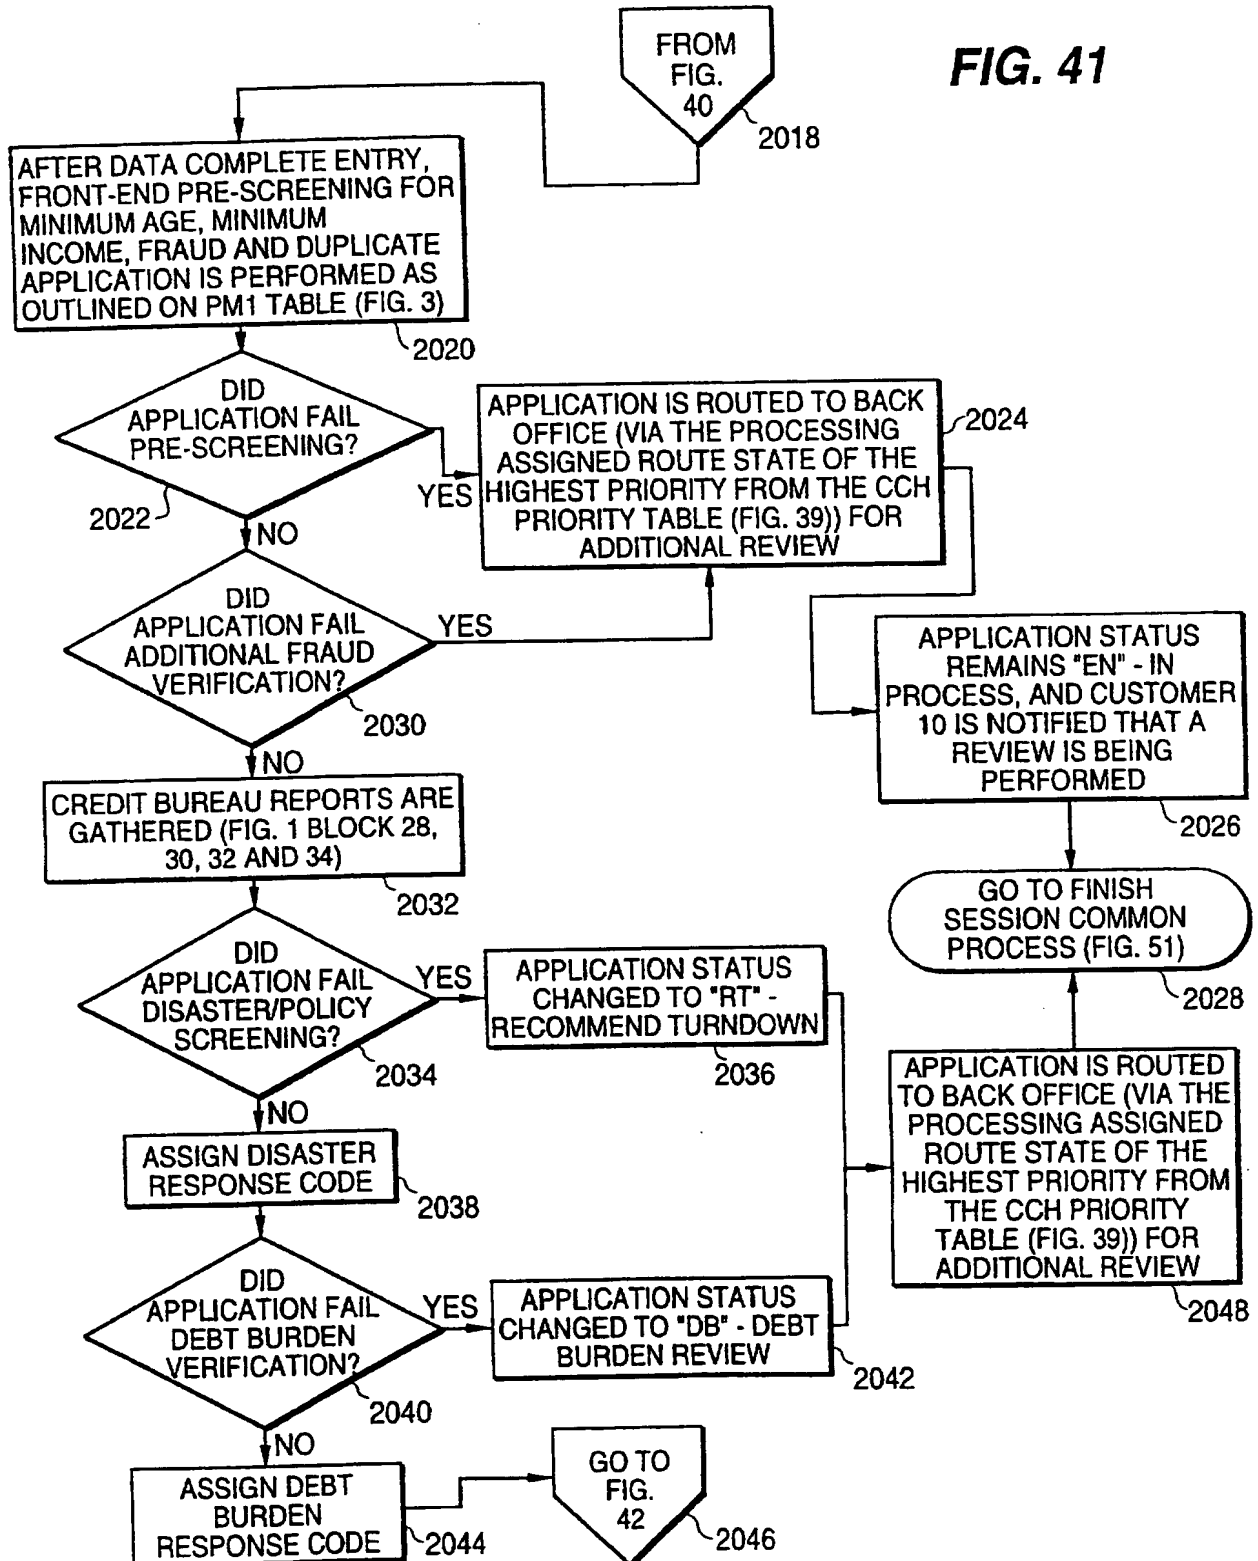 FROM
FIG.
40
FIG. 41
2018
AFTER DATA COMPLETE ENTRY,
FRONT-END PRE-SCREENING FOR
MINIMUM AGE, MINIMUM
INCOME, FRAUD AND DUPLICATE
APPLICATION IS PERFORMED AS
OUTLINED ON PM1 TABLE (FIG. 3)
2020
DID
APPLICATION FAIL
PRE-SCREENING?
2022
YES
NO
APPLICATION IS ROUTED TO BACK
OFFICE (VIA THE PROCESSING
ASSIGNED ROUTE STATE OF THE
HIGHEST PRIORITY FROM THE CCH
PRIORITY TABLE (FIG. 39)) FOR
ADDITIONAL REVIEW
2024
DID
APPLICATION FAIL
ADDITIONAL FRAUD
VERIFICATION?
YES
2030
NO
APPLICATION STATUS
REMAINS "EN" - IN
PROCESS, AND CUSTOMER
10 IS NOTIFIED THAT A
REVIEW IS BEING
PERFORMED
2026
CREDIT BUREAU REPORTS ARE
GATHERED (FIG. 1 BLOCK 28,
30, 32 AND 34)
2032
GO TO FINISH
SESSION COMMON
PROCESS (FIG. 51)
2028
DID
APPLICATION FAIL
DISASTER/POLICY
SCREENING?
YES
2034
NO
APPLICATION STATUS
CHANGED TO "RT" -
RECOMMEND TURNDOWN
2036
APPLICATION IS ROUTED
TO BACK OFFICE (VIA THE
PROCESSING ASSIGNED
ROUTE STATE OF THE
HIGHEST PRIORITY FROM
THE CCH PRIORITY
TABLE (FIG. 39)) FOR
ADDITIONAL REVIEW
2048
ASSIGN DISASTER
RESPONSE CODE
2038
DID
APPLICATION FAIL
DEBT BURDEN
VERIFICATION?
YES
2040
NO
APPLICATION STATUS
CHANGED TO "DB" - DEBT
BURDEN REVIEW
2042
ASSIGN DEBT
BURDEN
RESPONSE CODE
2044
GO TO
FIG.
42
2046